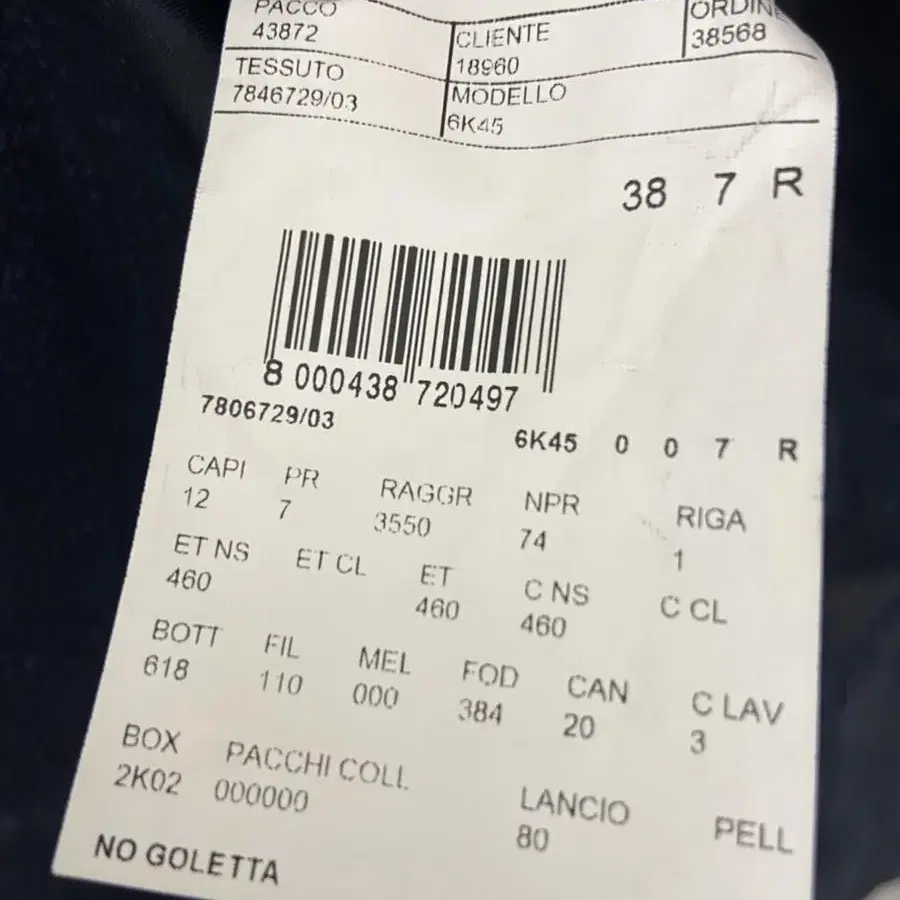 PACCO
43872
CLIENTE
18960
ORDINE
38568
TESSUTO
7846729/03
MODELLO
6K45
38 7 R
8 000438 720497
7806729/03
6K45 0 0 7 R
CAPI PR RAGGR NPR RIGA
12 7 3550 74 1
ET NS ET CL ET C NS C CL
460 460 460
BOTT FIL MEL FOD CAN C LAV
618 110 000 384 20 3
BOX PACCHI COLL LANCIO PELL
2K02 000000 80
NO GOLETTA